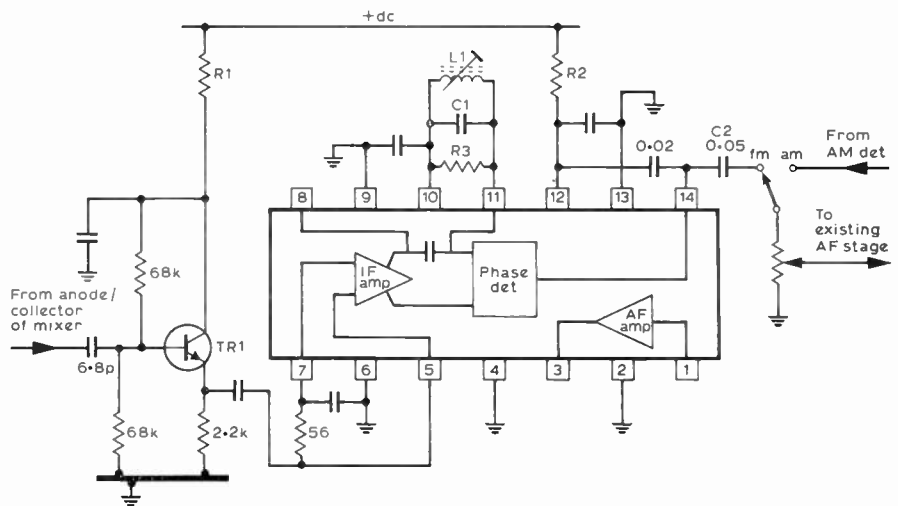 +dc
R1
L1
C1
R3
R2
0·02
C2
0·05
fm
am
From
AM det
To
existing
AF stage
8
9
10
11
12
13
14
68k
IF
amp
Phase
det
AF
amp
From anode/
collector
of mixer
6·8p
TR1
7
6
5
4
3
2
1
68k
2·2k
56